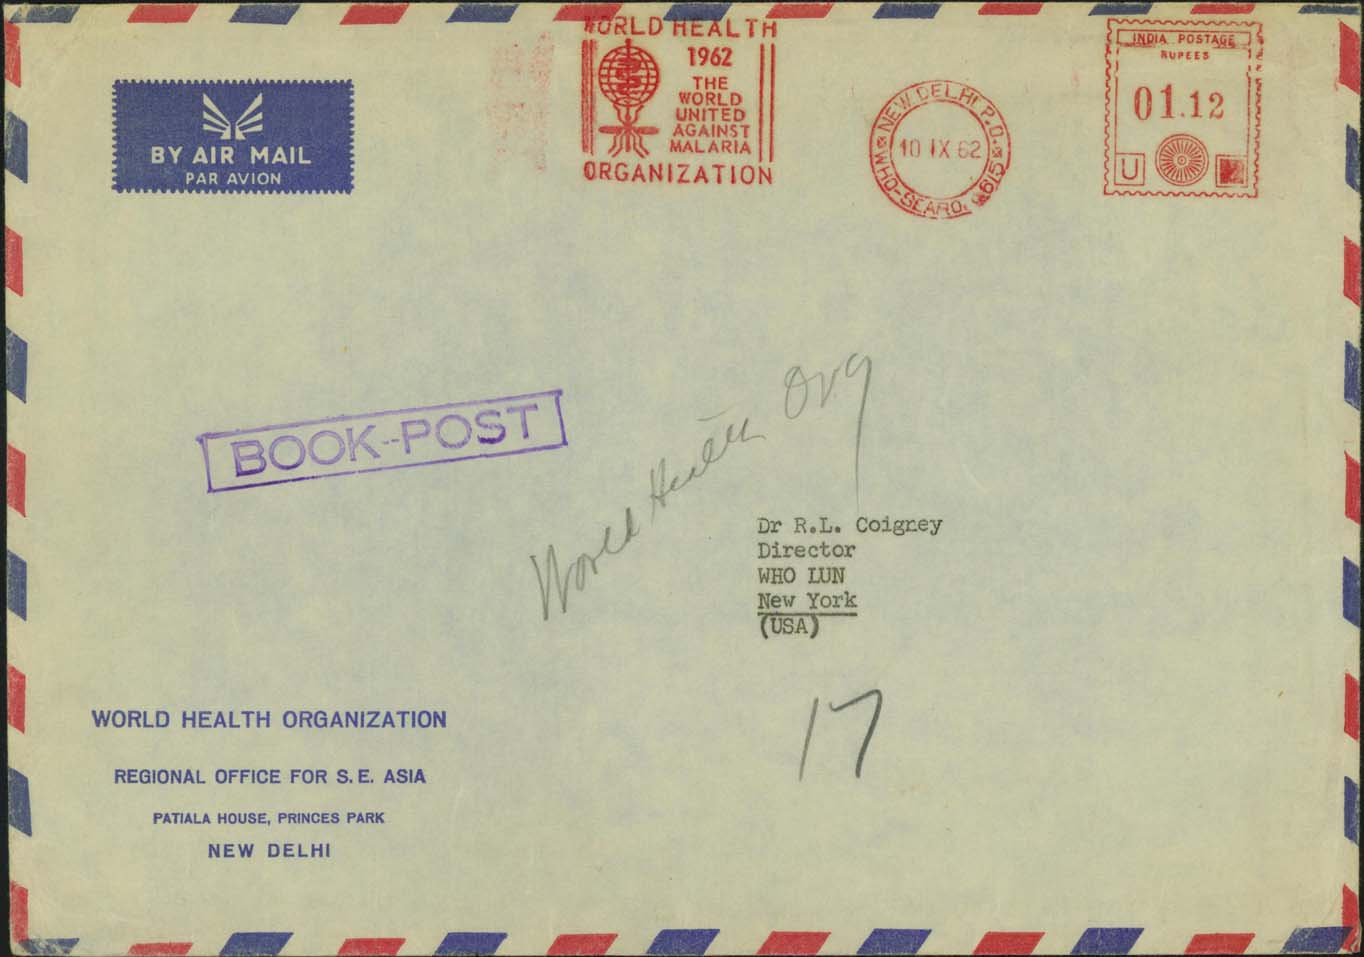 WORLD HEALTH
1962
THE
WORLD
UNITED
AGAINST
MALARIA
ORGANIZATION
NEW DELHI P.O.
10 IX 62
WHO-SEARO.
INDIA POSTAGE
RUPEES
01.12
U
BY AIR MAIL
PAR AVION
BOOK-POST
World Health Org
Dr R.L. Coigney
Director
WHO LUN
New York
(USA)
17
WORLD HEALTH ORGANIZATION
REGIONAL OFFICE FOR S. E. ASIA
PATIALA HOUSE, PRINCES PARK
NEW DELHI